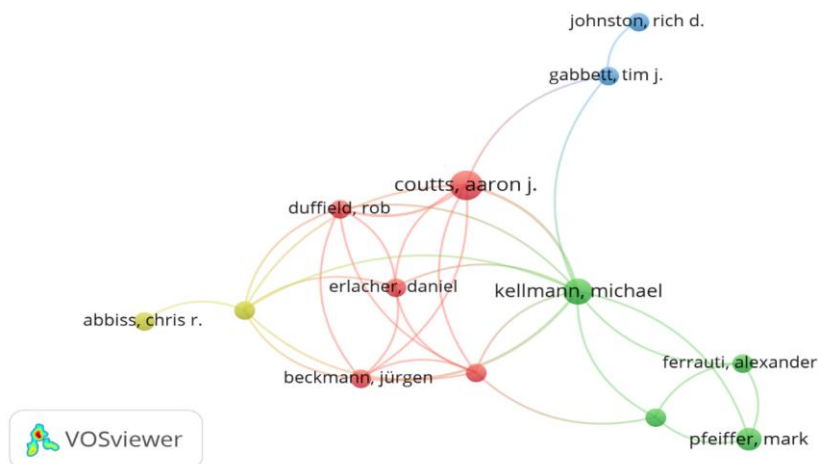 johnston, rich d.
gabbett, tim j.
coutts, aaron j.
duffield, rob
erlacher, daniel
kellmann, michael
abbiss, chris r.
ferrauti, alexander
beckmann, jürgen
pfeiffer, mark
VOSviewer